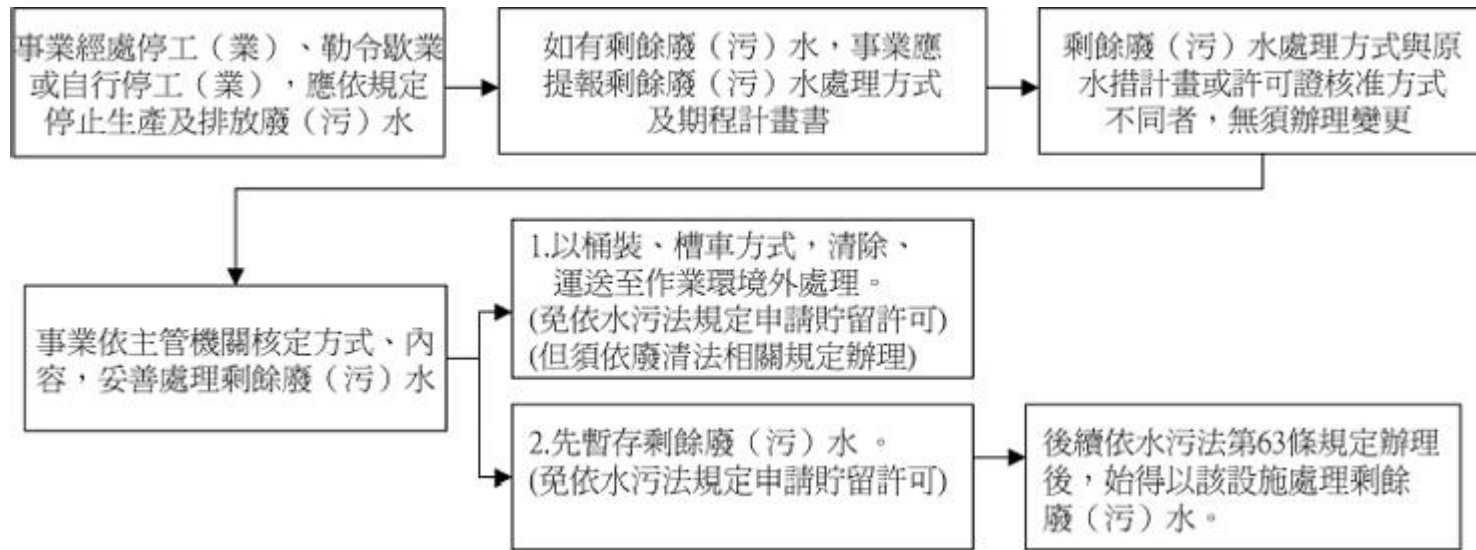 事業經處停工（業）、勒令歇業
或自行停工（業），應依規定
停止生產及排放廢（污）水
如有剩餘廢（污）水，事業應
提報剩餘廢（污）水處理方式
及期程計畫書
剩餘廢（污）水處理方式與原
水措計畫或許可證核准方式
不同者，無須辦理變更
事業依主管機關核定方式、內
容，妥善處理剩餘廢（污）水
1.以桶裝、槽車方式，清除、
運送至作業環境外處理。
(免依水污法規定申請貯留許可)
(但須依廢清法相關規定辦理)
2.先暫存剩餘廢（污）水 。
(免依水污法規定申請貯留許可)
後續依水污法第63條規定辦理
後，始得以該設施處理剩餘
廢（污）水。